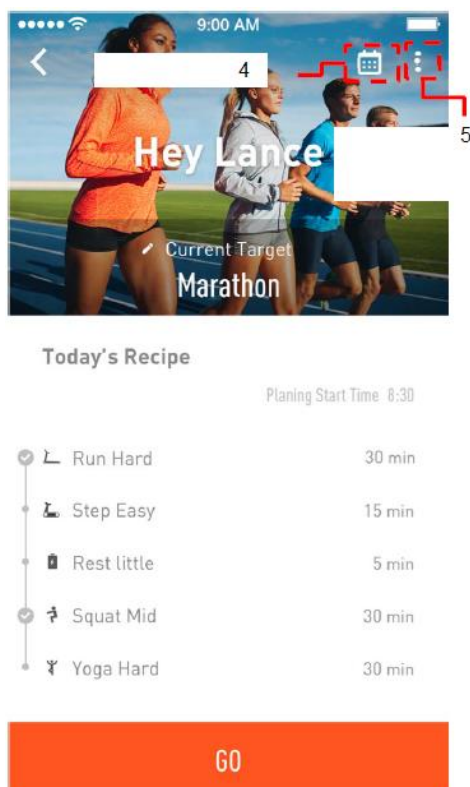 9:00 AM
4
5
Hey Lance
Current Target
Marathon
Today's Recipe
Planing Start Time 8:30
Run Hard 30 min
Step Easy 15 min
Rest little 5 min
Squat Mid 30 min
Yoga Hard 30 min
GO